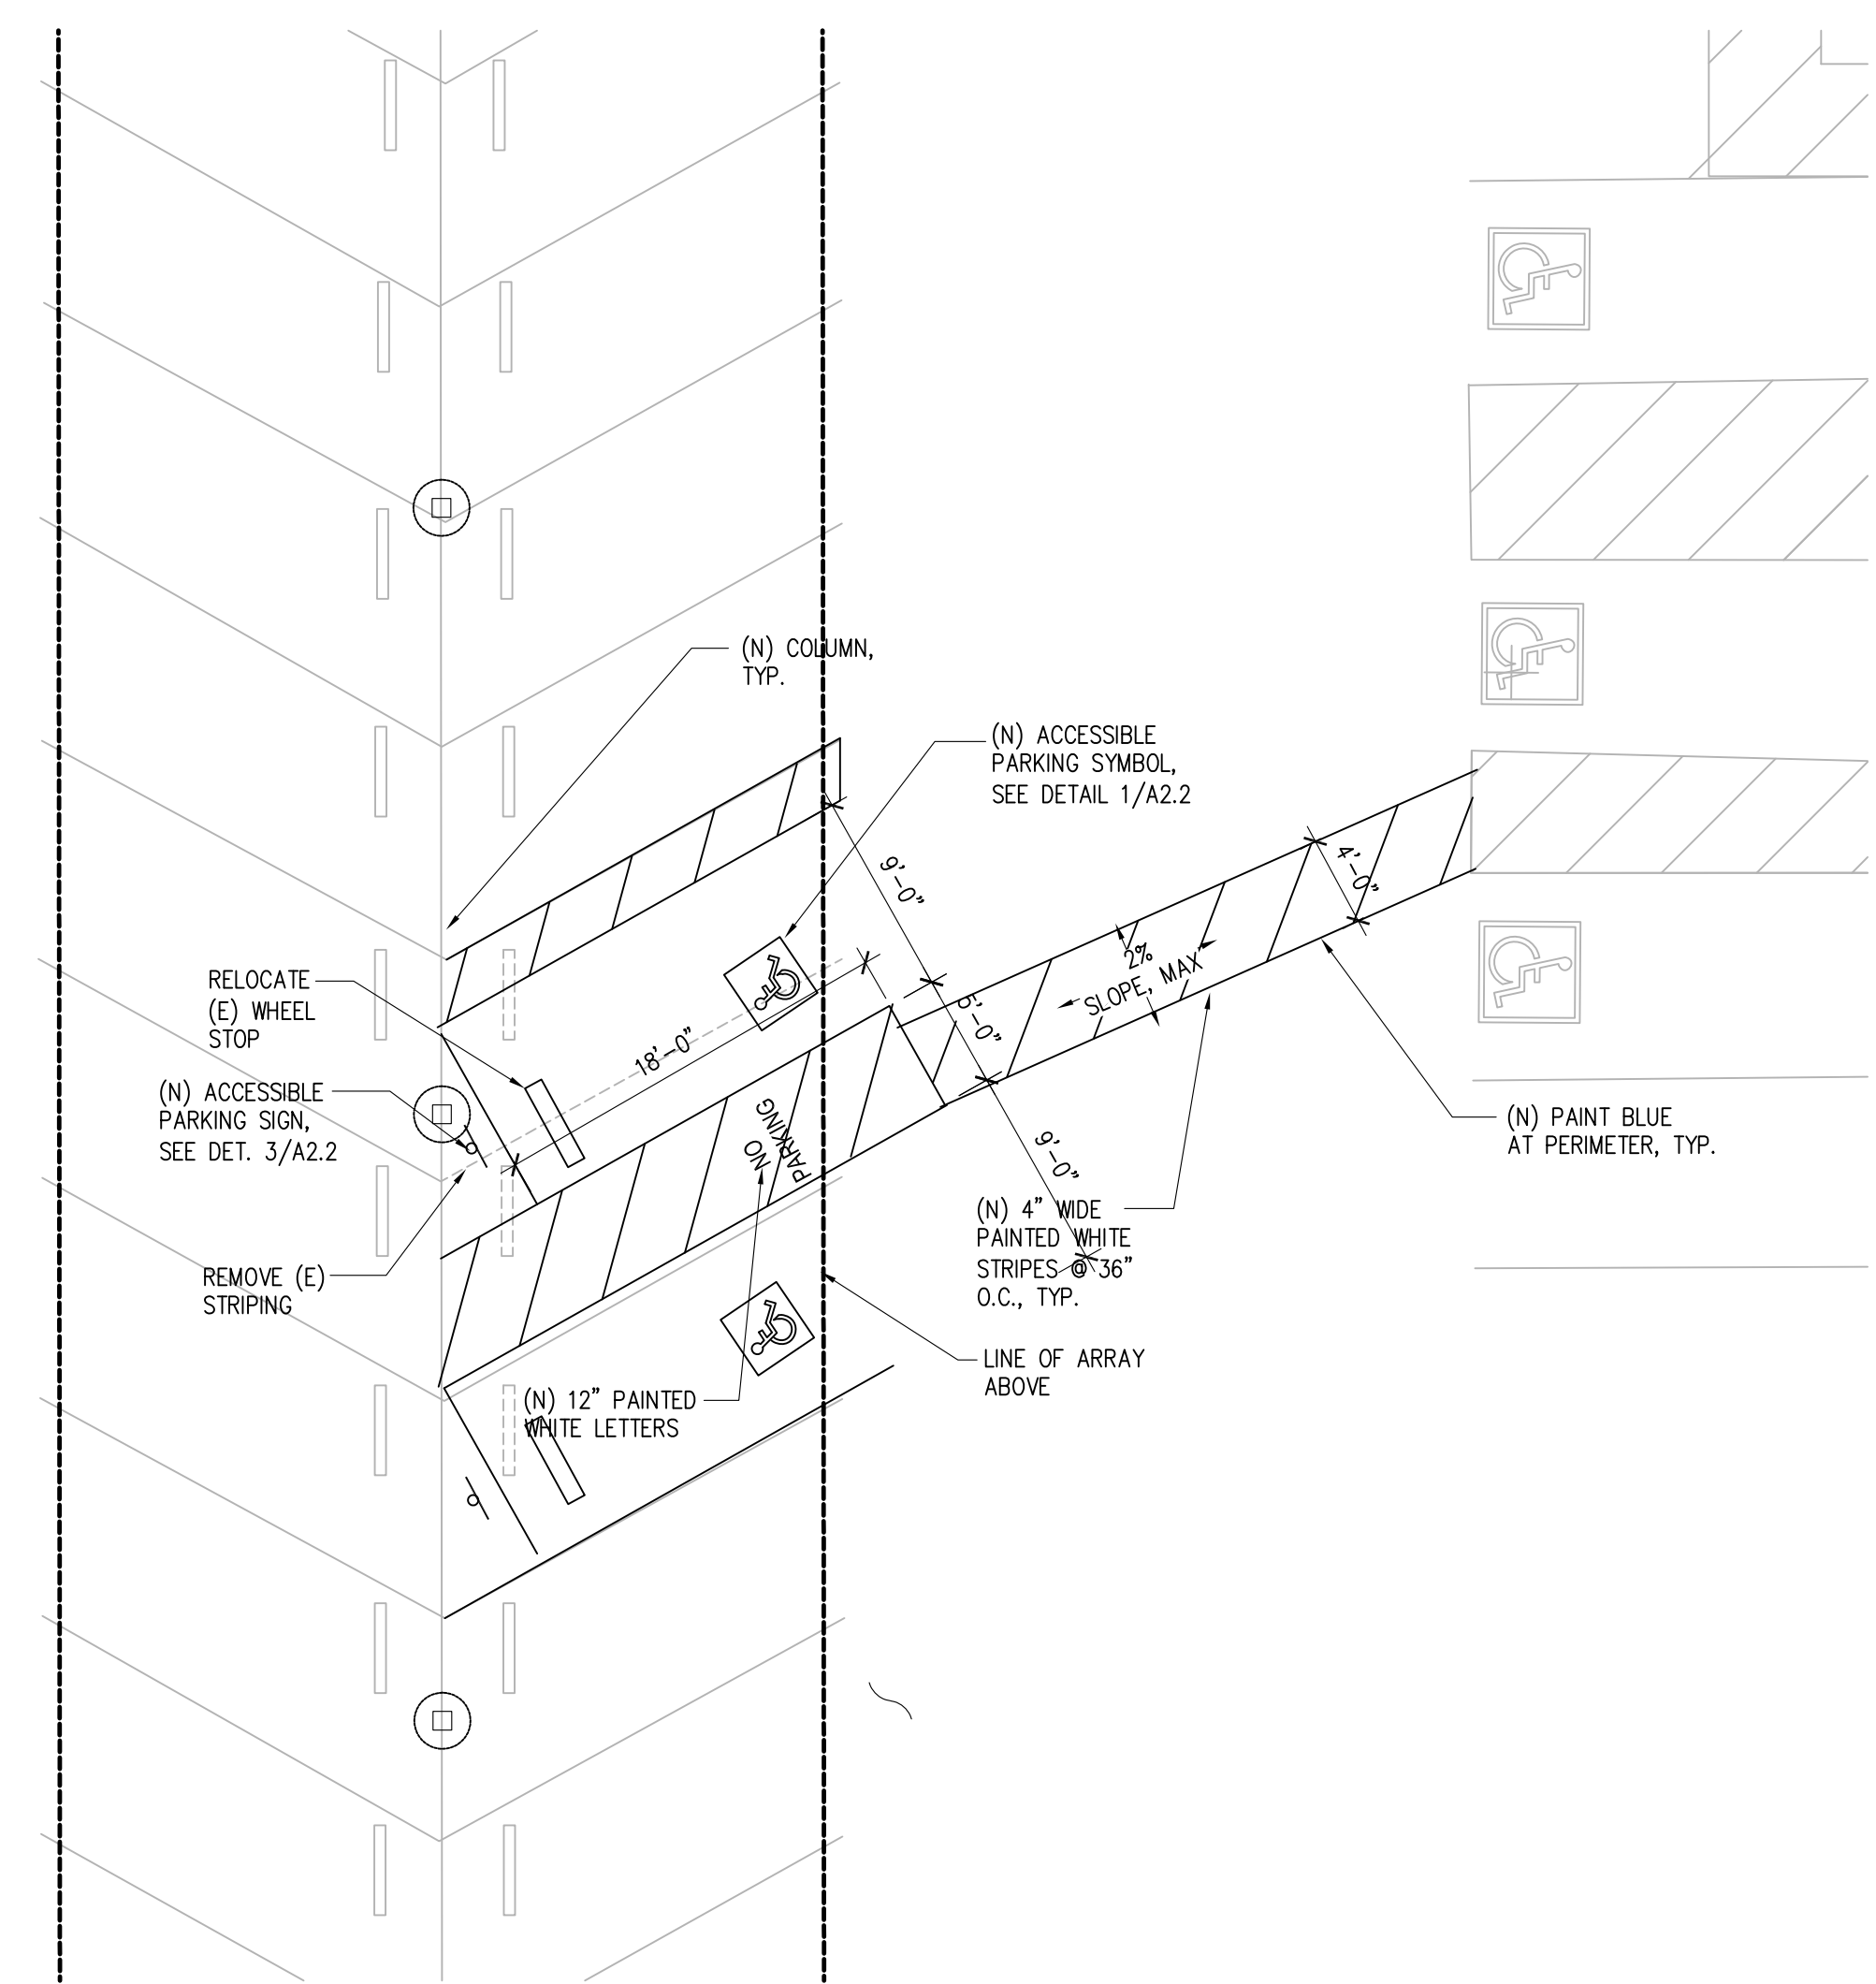 (N) COLUMN,
TYP.
(N) ACCESSIBLE
PARKING SYMBOL,
SEE DETAIL 1/A2.2
9'-0"
4'-0"
2%
SLOPE, MAX
5'-0"
18'-0"
RELOCATE
(E) WHEEL
STOP
(N) ACCESSIBLE
PARKING SIGN,
SEE DET. 3/A2.2
NO
PARKING
9'-0"
(N) PAINT BLUE
AT PERIMETER, TYP.
(N) 4" WIDE
PAINTED WHITE
STRIPES @ 36"
O.C., TYP.
REMOVE (E)
STRIPING
LINE OF ARRAY
ABOVE
(N) 12" PAINTED
WHITE LETTERS